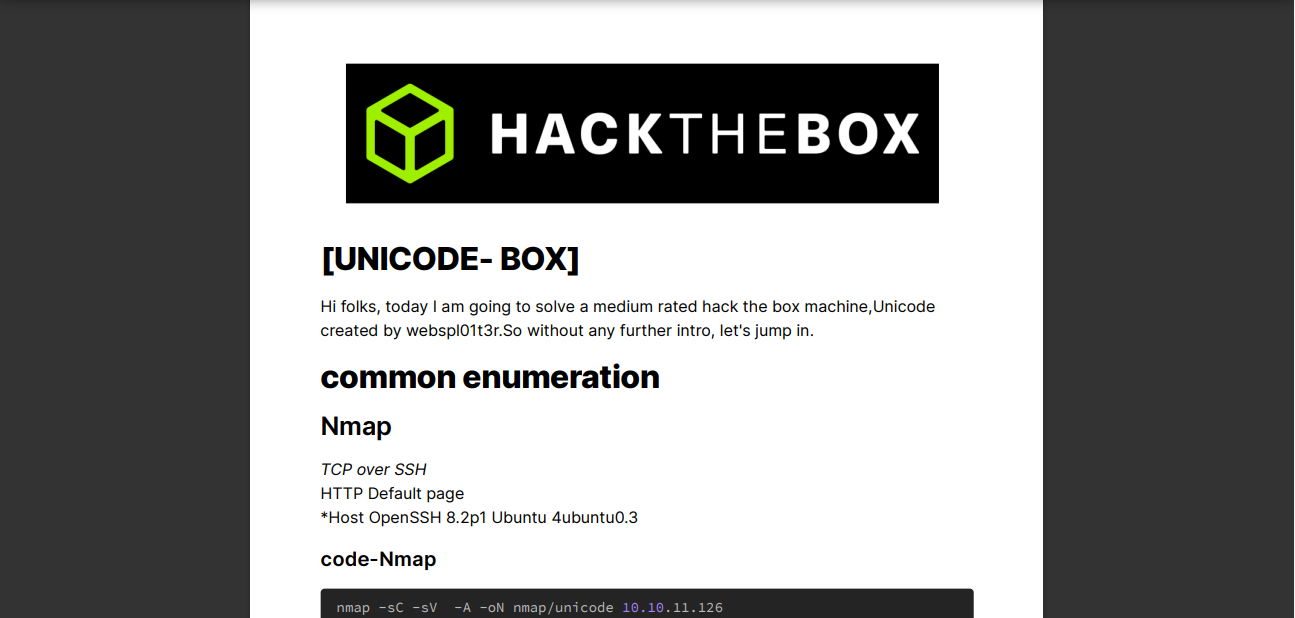 HACKTHEBOX
[UNICODE- BOX]
Hi folks, today I am going to solve a medium rated hack the box machine,Unicode
created by webspl01t3r.So without any further intro, let's jump in.
common enumeration
Nmap
TCP over SSH
HTTP Default page
*Host OpenSSH 8.2p1 Ubuntu 4ubuntu0.3
code-Nmap
nmap -sC -sV  -A -oN nmap/unicode 10.10.11.126